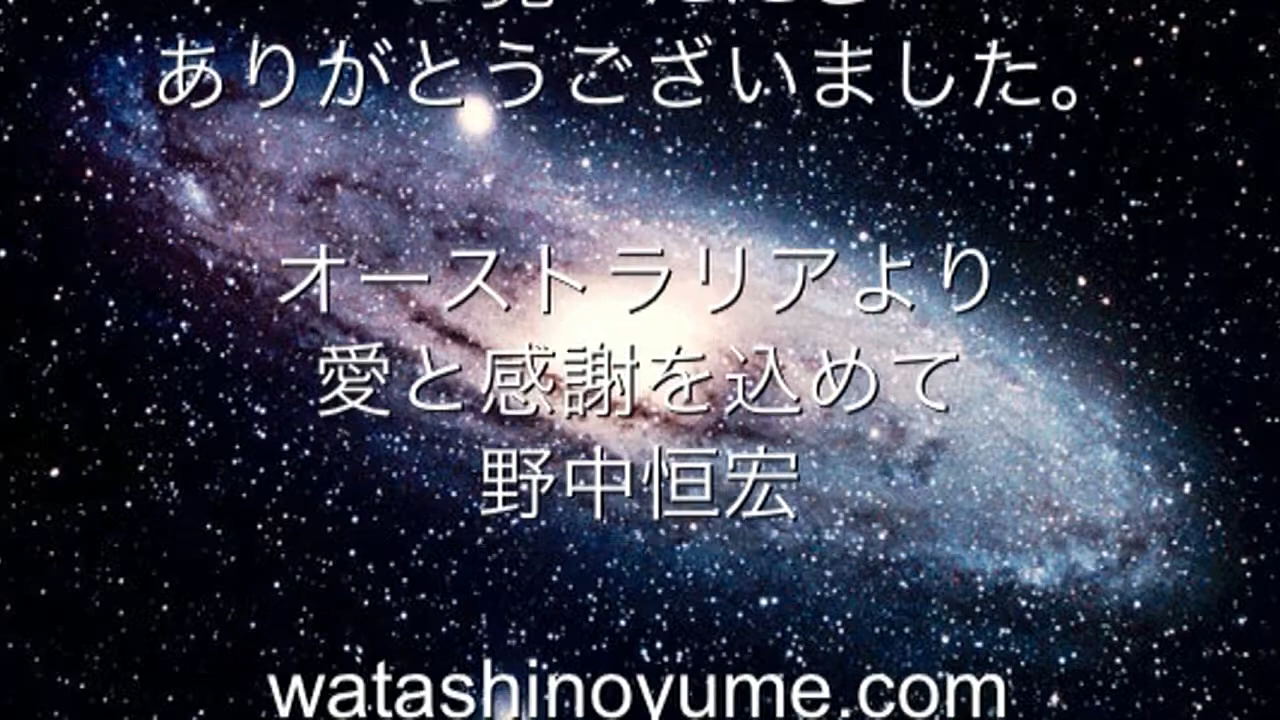 ありがとうございました。
オーストラリアより
愛と感謝を込めて
野中恒宏
watashinoyume.com